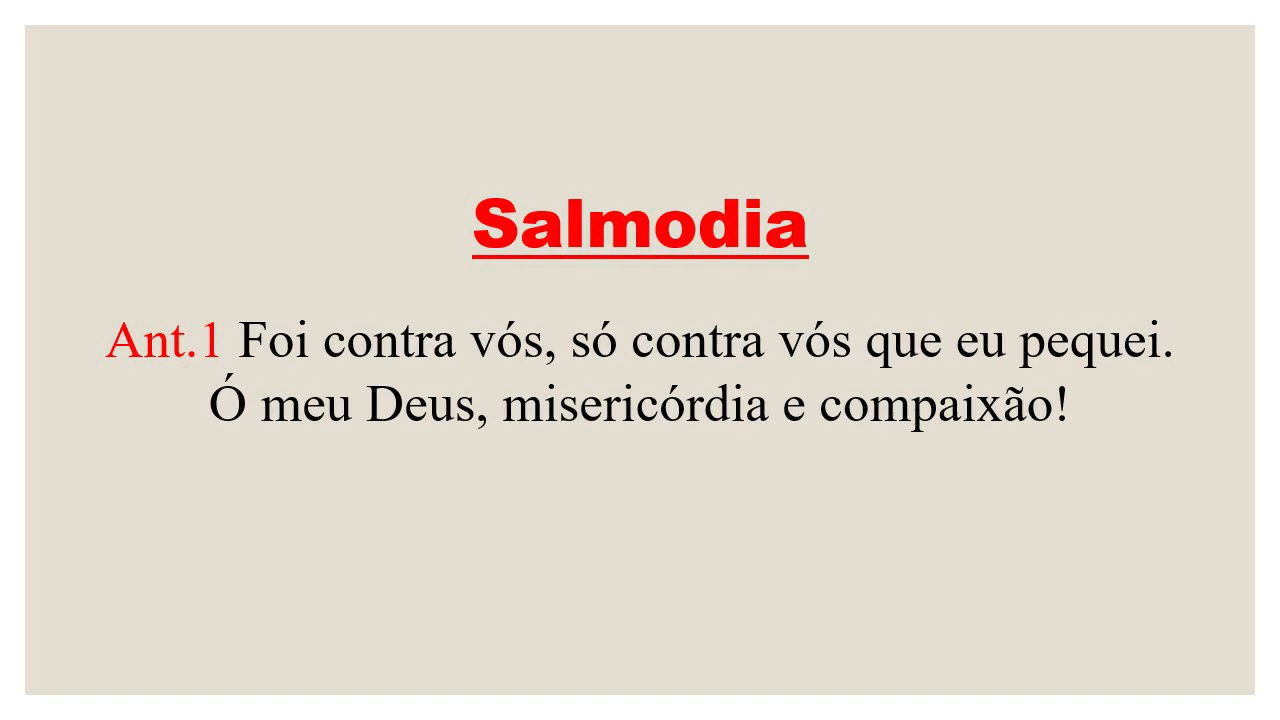 Salmodia
Ant.1 Foi contra vós, só contra vós que eu pequei.
Ó meu Deus, misericórdia e compaixão!